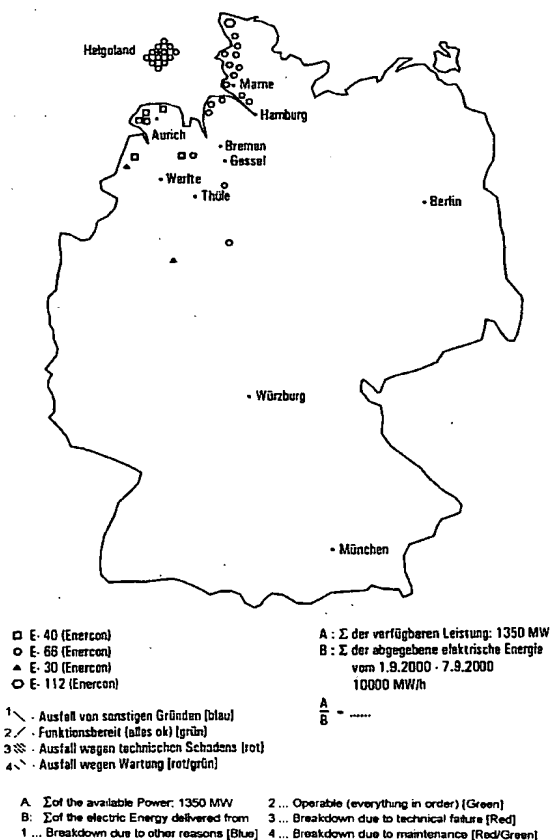 Helgoland
Marne
Hamburg
Aurich
Bremen
Gessel
Werlte
Thüle
Berlin
Würzburg
München
E- 40 (Enercon)
E- 66 (Enercon)
E- 30 (Enercon)
E- 112 (Enercon)
A : Σ der verfügbaren Leistung: 1350 MW
B : Σ der abgegebene elektrische Energie
vom 1.9.2000 - 7.9.2000
10000 MW/h
A
B = ......
1 - Ausfall von sonstigen Gründen [blau]
2 - Funktionsbereit (alles ok) [grün]
3 - Ausfall wegen technischen Schadens [rot]
4 - Ausfall wegen Wartung [rot/grün]
A Σof the available Power: 1350 MW
B: Σof the electric Energy delivered from
1 ... Breakdown due to other reasons [Blue]
2 ... Operable (everything in order) [Green]
3 ... Breakdown due to technical failure [Red]
4 ... Breakdown due to maintenance [Red/Green]